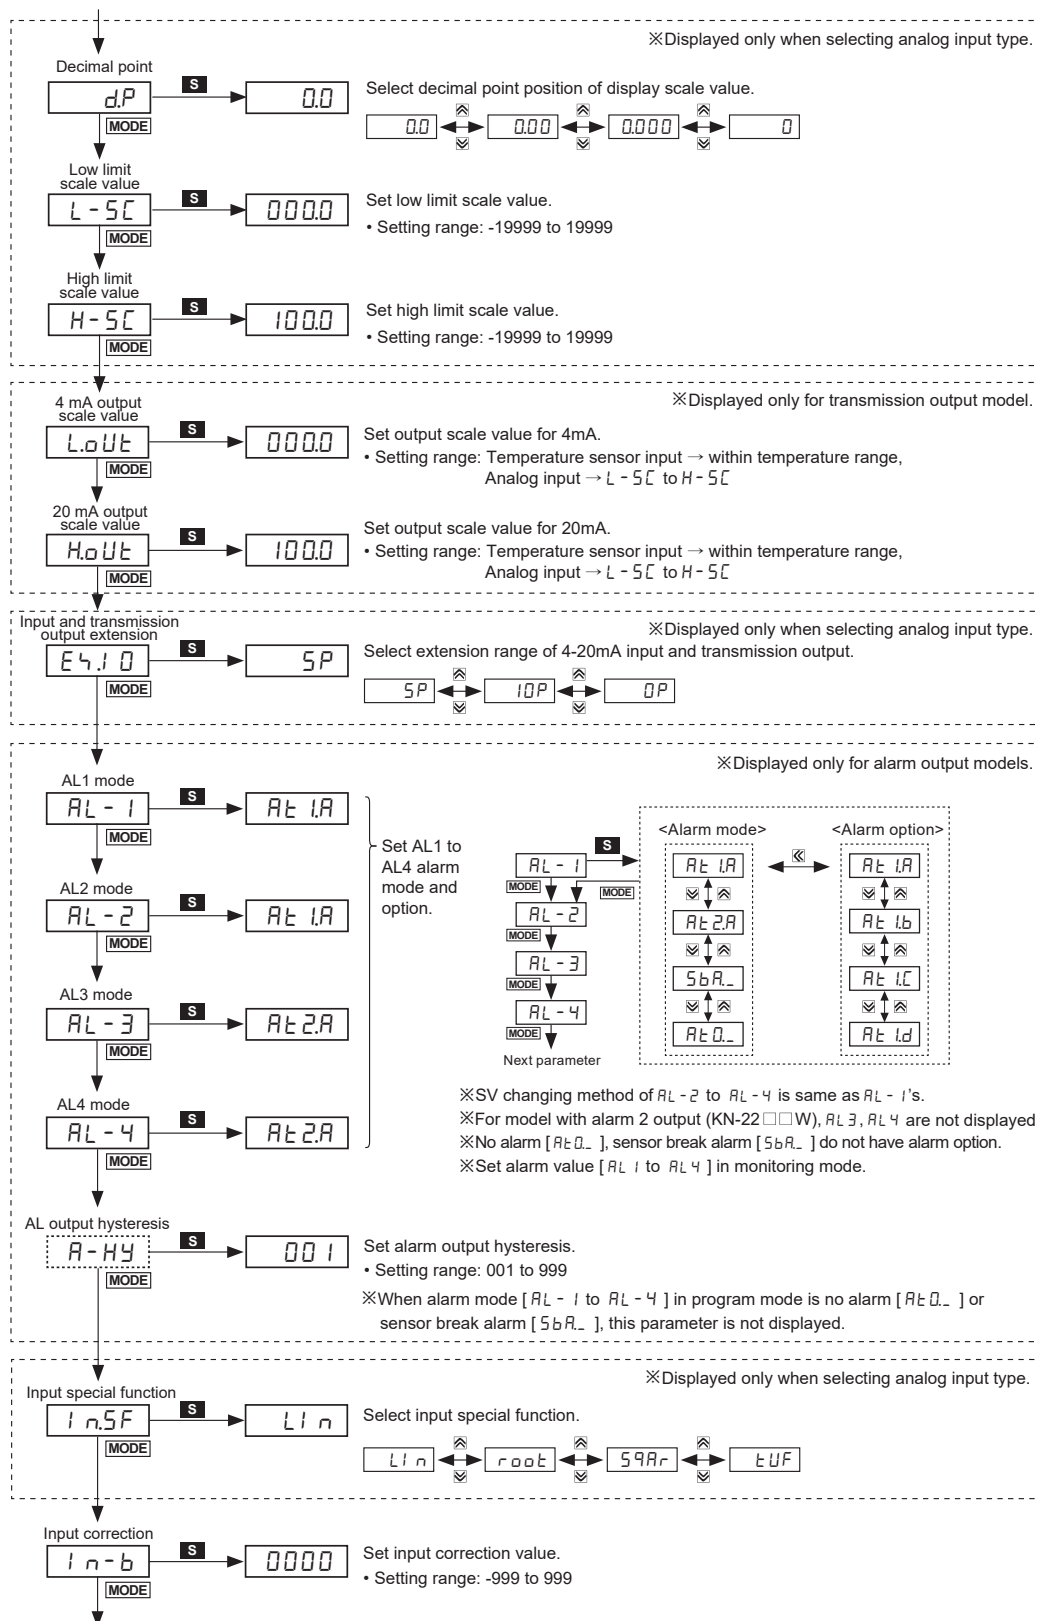 ※Displayed only when selecting analog input type.
Decimal point
d.P
S
0.0
Select decimal point position of display scale value.
MODE
0.0
0.00
0.000
0
Low limit
scale value
L-SC
S
000.0
Set low limit scale value.
• Setting range: -19999 to 19999
MODE
High limit
scale value
H-SC
S
100.0
Set high limit scale value.
• Setting range: -19999 to 19999
MODE
※Displayed only for transmission output model.
4 mA output
scale value
L.oUt
S
000.0
Set output scale value for 4mA.
• Setting range: Temperature sensor input → within temperature range,
Analog input → L-SC to H-SC
MODE
20 mA output
scale value
H.oUt
S
100.0
Set output scale value for 20mA.
• Setting range: Temperature sensor input → within temperature range,
Analog input → L-SC to H-SC
MODE
※Displayed only when selecting analog input type.
Input and transmission
output extension
S
5P
Select extension range of 4-20mA input and transmission output.
MODE
5P
10P
0P
※Displayed only for alarm output models.
AL1 mode
AL-1
S
At1.A
MODE
AL2 mode
AL-2
S
At1.A
MODE
AL3 mode
AL-3
S
At2.A
MODE
AL4 mode
AL-4
S
At2.A
MODE
Set AL1 to
AL4 alarm
mode and
option.
AL-1
S
MODE
MODE
AL-2
MODE
AL-3
MODE
AL-4
MODE
Next parameter
<Alarm mode>
At1.A
At2.A
SbA._
At0._
<Alarm option>
At1.A
At1.b
At1.C
At1.d
※SV changing method of AL-2 to AL-4 is same as AL-1's.
※For model with alarm 2 output (KN-22□□W), AL3, AL4 are not displayed
※No alarm [At0._], sensor break alarm [SbA._] do not have alarm option.
※Set alarm value [AL1 to AL4] in monitoring mode.
AL output hysteresis
A-HY
S
001
Set alarm output hysteresis.
• Setting range: 001 to 999
MODE
※When alarm mode [AL-1 to AL-4] in program mode is no alarm [At0._] or
sensor break alarm [SbA._], this parameter is not displayed.
※Displayed only when selecting analog input type.
Input special function
In.SF
S
LIn
Select input special function.
MODE
LIn
root
SqAr
tUF
Input correction
In-b
S
0000
Set input correction value.
• Setting range: -999 to 999
MODE